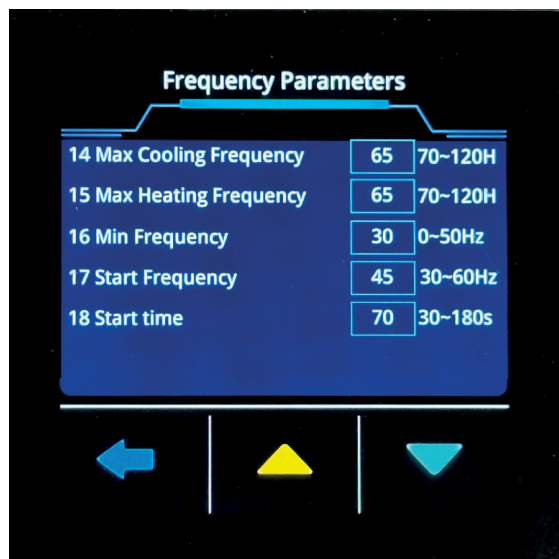 Frequency Parameters
14 Max Cooling Frequency 65 70~120H
15 Max Heating Frequency 65 70~120H
16 Min Frequency 30 0~50Hz
17 Start Frequency 45 30~60Hz
18 Start time 70 30~180s